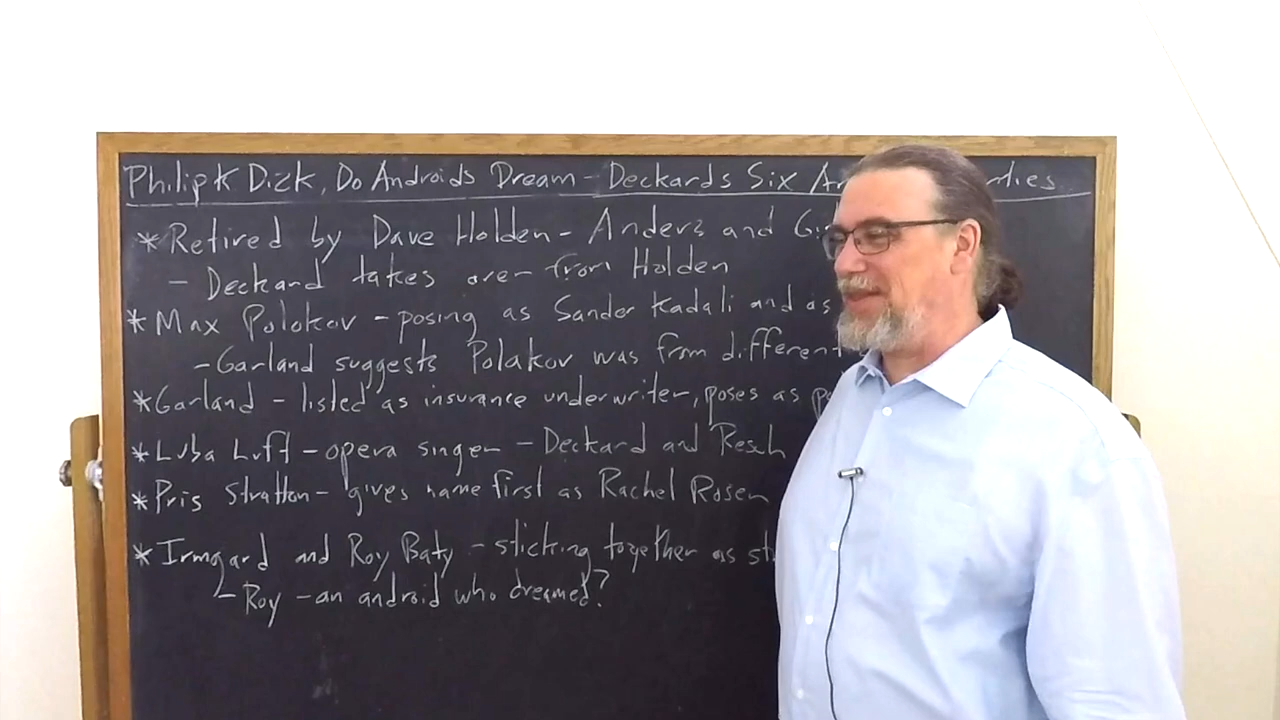 Philip K Dick, Do Androids Dream - Deckards Six
* Retired by Dave Holden - Anders and
- Deckard takes over from Holden
* Max Polokov - posing as Sander Kadali and as
- Garland suggests Polakov was from different
* Garland - listed as insurance underwriter, poses as
* Luba Luft - opera singer - Deckard and Resch
* Pris Stratton - gives name first as Rachel Rosen
* Irmgard and Roy Baty - sticking together as
- Roy - an android who dreamed?